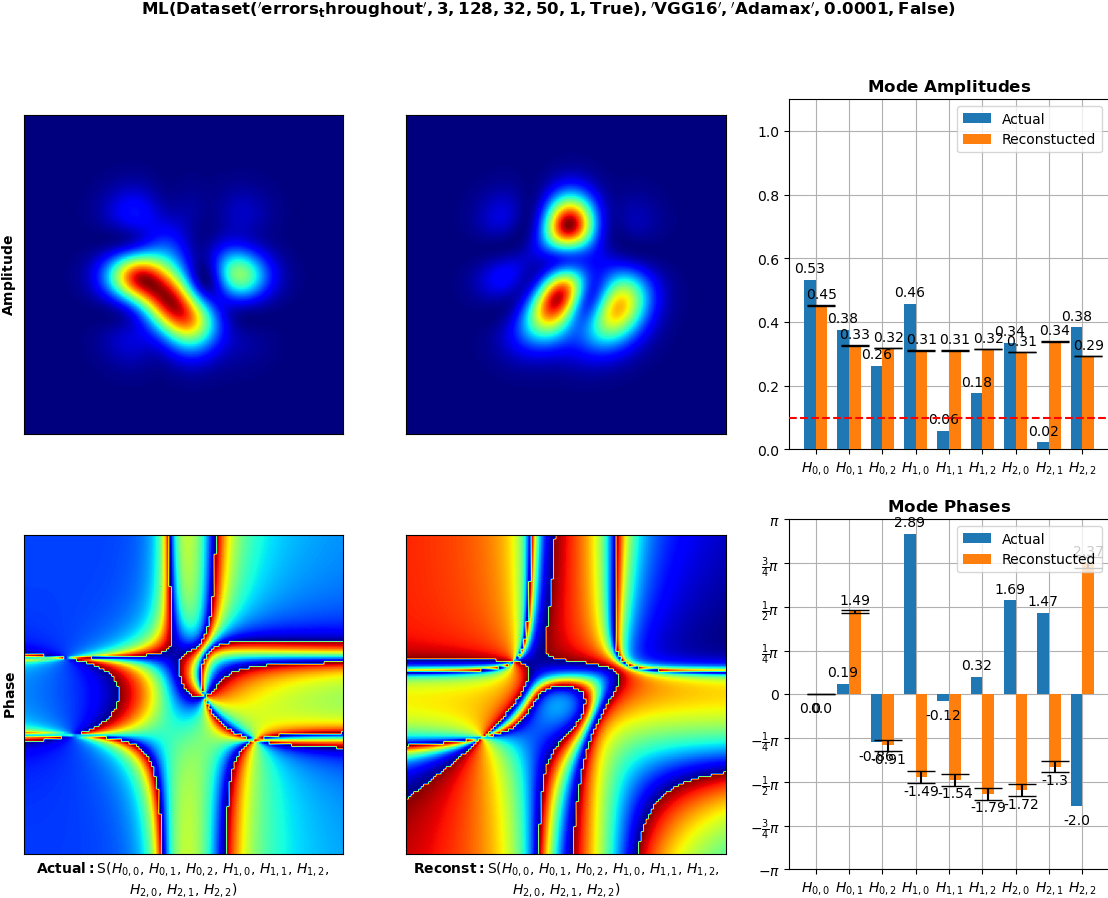 ML(Dataset('errors_throughout', 3, 128, 32, 50, 1, True), 'VGG16', 'Adamax', 0.0001, False)
Amplitude
Mode Amplitudes
Actual
Reconstucted
1.0
0.8
0.6
0.4
0.2
0.0
0.53
0.45
0.38
0.33
0.26
0.32
0.46
0.31
0.06
0.31
0.18
0.32
0.34
0.31
0.02
0.34
0.38
0.29
H0,0 H0,1 H0,2 H1,0 H1,1 H1,2 H2,0 H2,1 H2,2
Phase
Mode Phases
Actual
Reconstucted
π
3/4π
1/2π
1/4π
0
−1/4π
−1/2π
−3/4π
−π
0.0
0.0
0.19
1.49
-0.91
2.89
-1.49
-0.12
-1.54
0.32
-1.79
1.69
-1.72
1.47
-1.3
-2.0
2.37
H0,0 H0,1 H0,2 H1,0 H1,1 H1,2 H2,0 H2,1 H2,2
Actual: S(H0,0, H0,1, H0,2, H1,0, H1,1, H1,2,
H2,0, H2,1, H2,2)
Reconst: S(H0,0, H0,1, H0,2, H1,0, H1,1, H1,2,
H2,0, H2,1, H2,2)